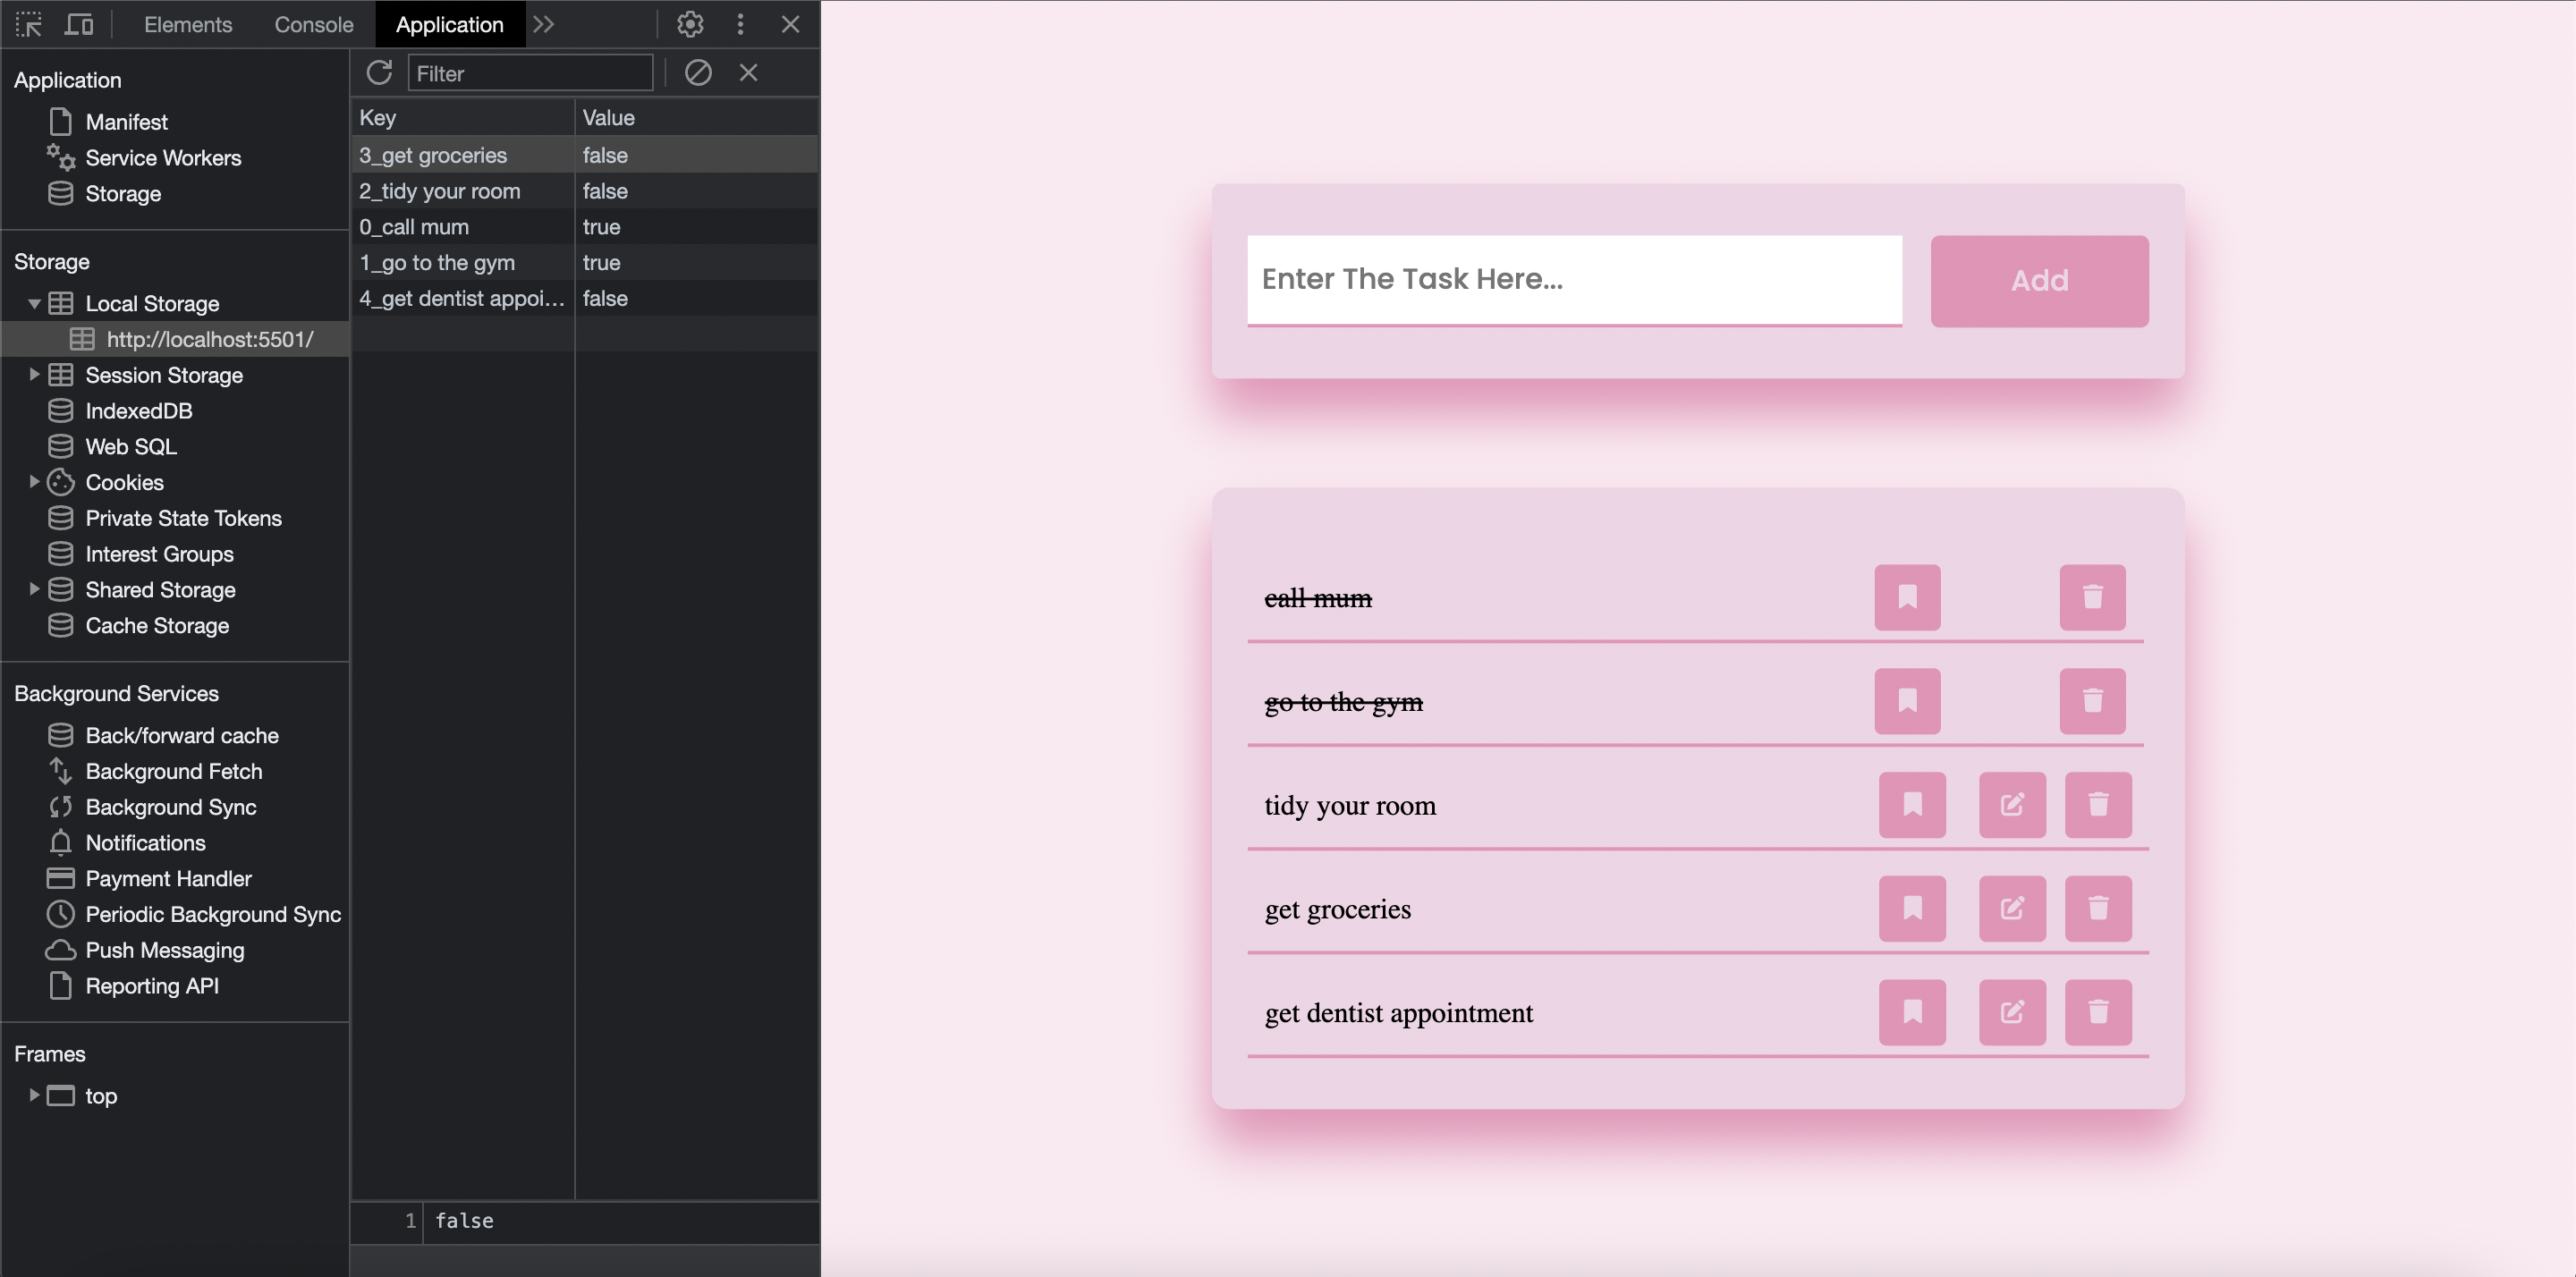 Elements Console Application
Application
Manifest
Service Workers
Storage
Storage
Local Storage
http://localhost:5501/
Session Storage
IndexedDB
Web SQL
Cookies
Private State Tokens
Interest Groups
Shared Storage
Cache Storage
Background Services
Back/forward cache
Background Fetch
Background Sync
Notifications
Payment Handler
Periodic Background Sync
Push Messaging
Reporting API
Frames
top
Filter
Key Value
3_get groceries false
2_tidy your room false
0_call mum true
1_go to the gym true
4_get dentist appoi... false
1 false
Enter The Task Here... Add
call mum
go to the gym
tidy your room
get groceries
get dentist appointment